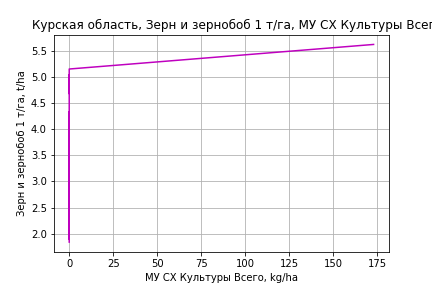 Курская область, Зерн и зернобоб 1 т/га, МУ СХ Культуры Всег
5.5
5.0
4.5
4.0
3.5
3.0
2.5
2.0
Зерн и зернобоб 1 т/га, t/ha
0 25 50 75 100 125 150 175
МУ СХ Культуры Всего, kg/ha